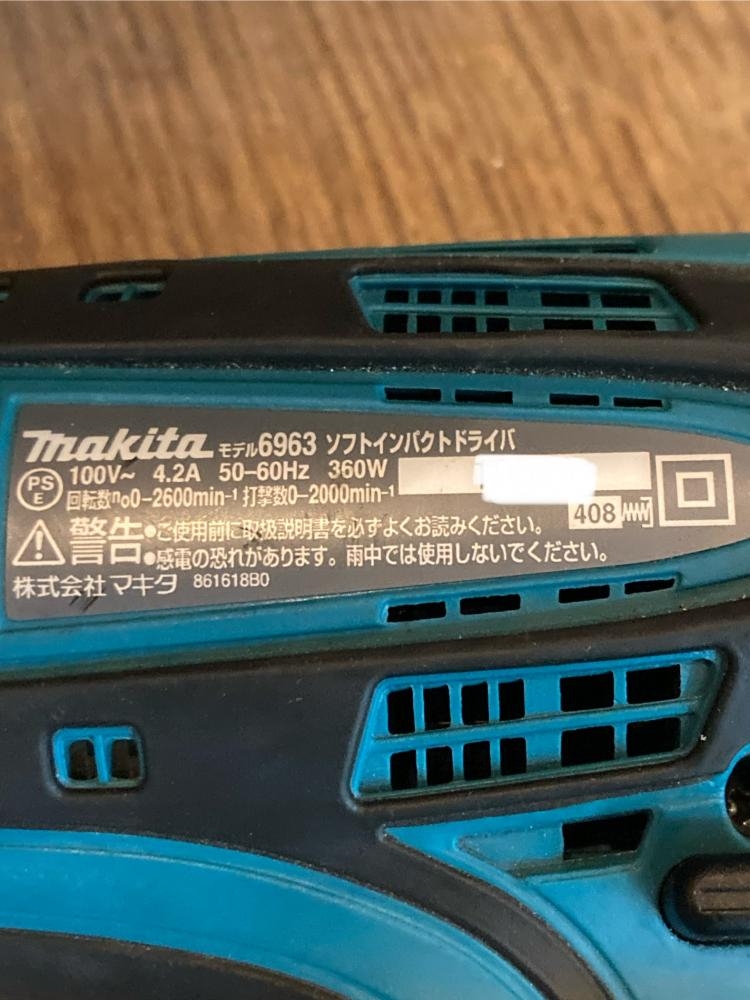 makita モデル6963 ソフトインパクトドライバ
100V~ 4.2A 50-60Hz 360W
PS E
回転数n₀0-2600min⁻¹ 打撃数0-2000min⁻¹
408
警告●ご使用前に取扱説明書を必ずよくお読みください。
●感電の恐れがあります。雨中では使用しないでください。
株式会社マキタ 861618B0